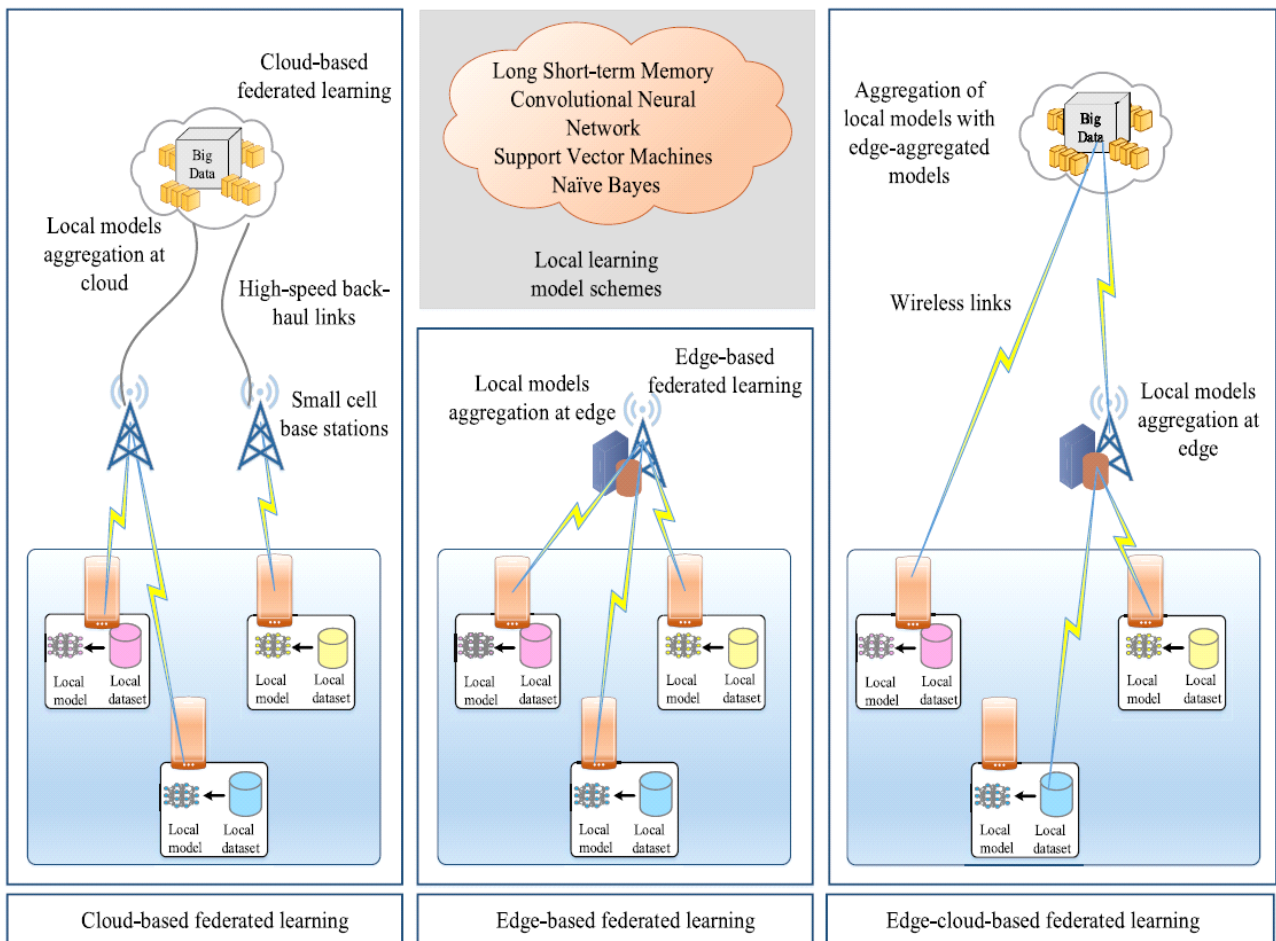 Cloud-based
federated learning
Big
Data
Local models
aggregation at
cloud
High-speed back-
haul links
Small cell
base stations
Local
model
Local
dataset
Local
model
Local
dataset
Local
model
Local
dataset
Cloud-based federated learning
Long Short-term Memory
Convolutional Neural
Network
Support Vector Machines
Naïve Bayes
Local learning
model schemes
Edge-based
federated learning
Local models
aggregation at edge
Local
model
Local
dataset
Local
model
Local
dataset
Local
model
Local
dataset
Edge-based federated learning
Aggregation of
local models with
edge-aggregated
models
Big
Data
Wireless links
Local models
aggregation at
edge
Local
model
Local
dataset
Local
model
Local
dataset
Local
model
Local
dataset
Edge-cloud-based federated learning